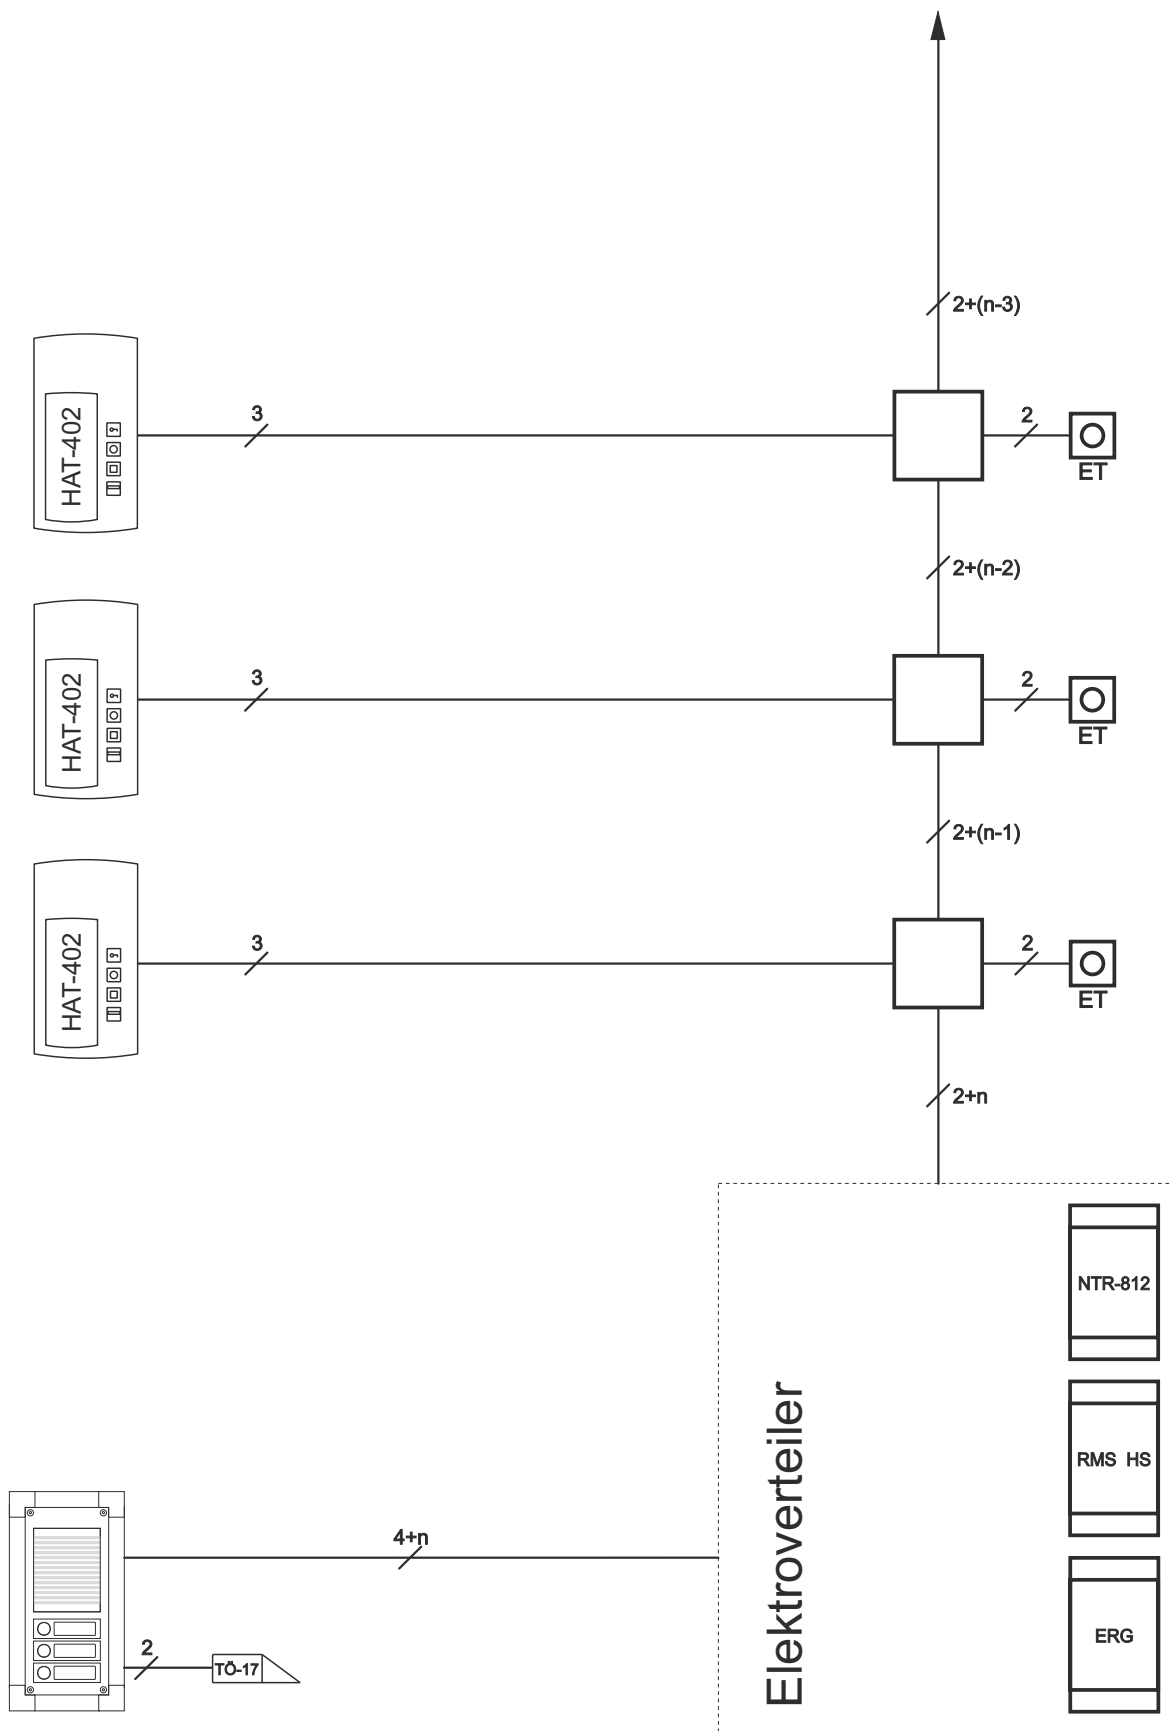 2+(n-3)
HAT-402
3
2
ET
2+(n-2)
HAT-402
3
2
ET
2+(n-1)
HAT-402
3
2
ET
2+n
Elektroverteiler
NTR-812
RMS HS
ERG
4+n
2
TÖ-17